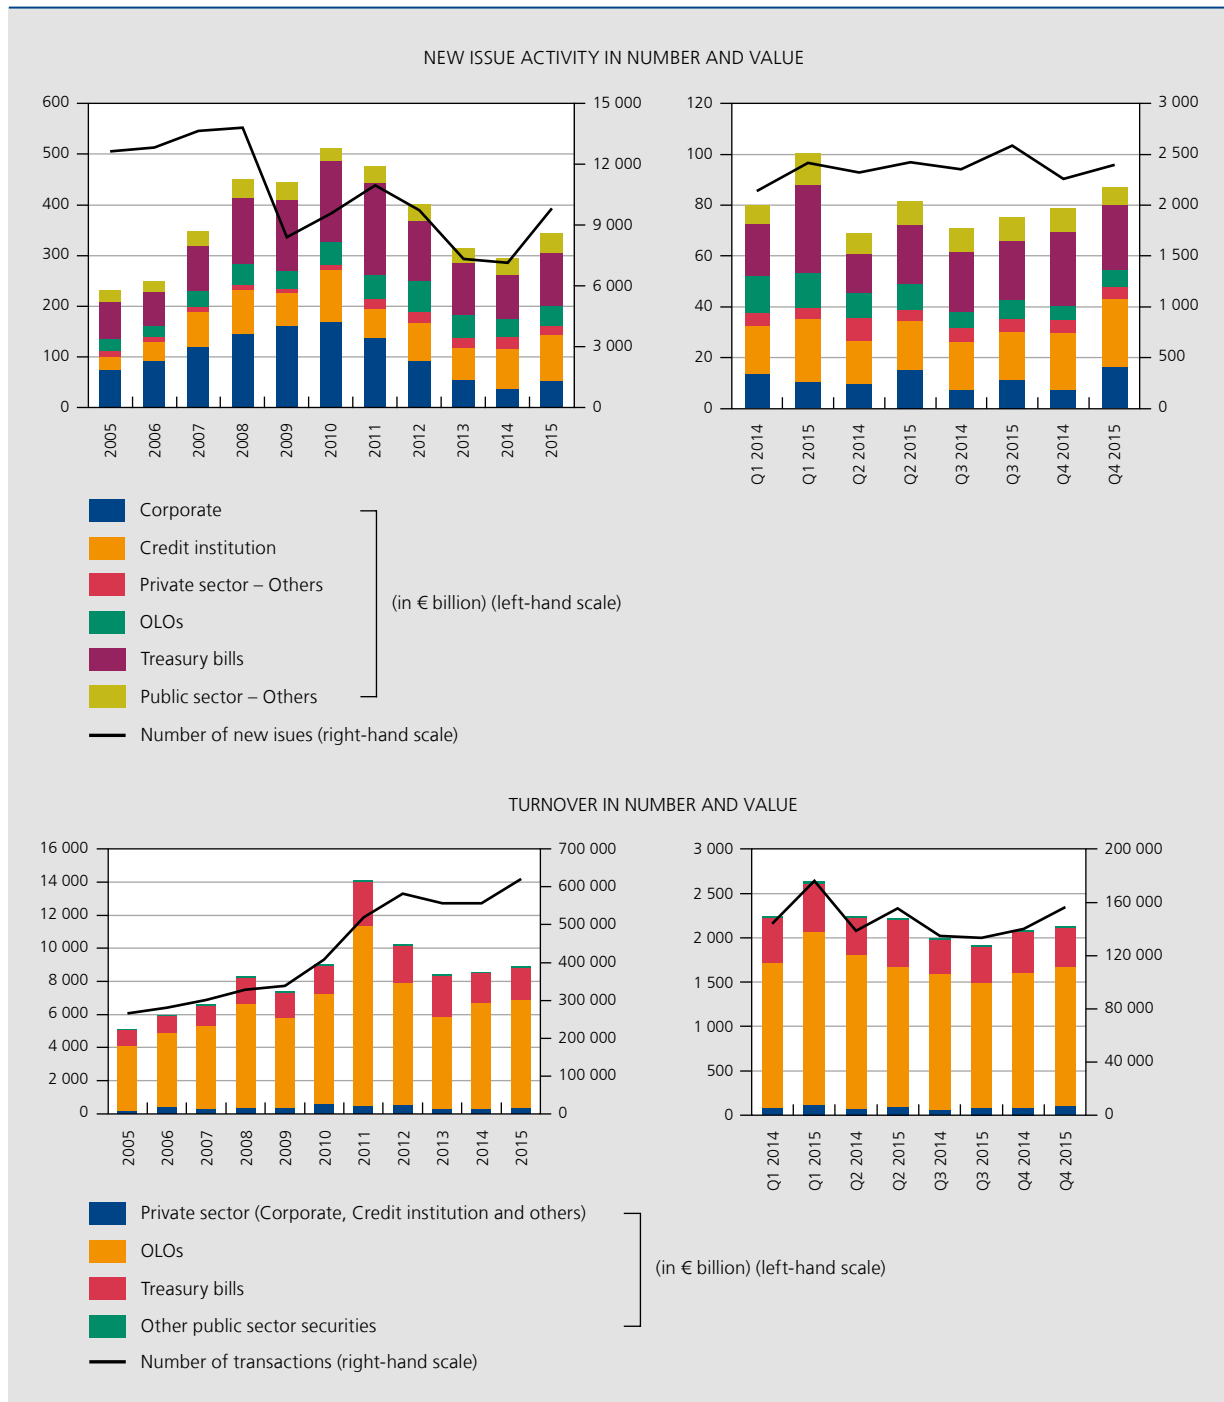 NEW ISSUE ACTIVITY IN NUMBER AND VALUE
600
500
400
300
200
100
0
15 000
12 000
9 000
6 000
3 000
0
2005
2006
2007
2008
2009
2010
2011
2012
2013
2014
2015
120
100
80
60
40
20
0
3 000
2 500
2 000
1 500
1 000
500
0
Q1 2014
Q1 2015
Q2 2014
Q2 2015
Q3 2014
Q3 2015
Q4 2014
Q4 2015
Corporate
Credit institution
Private sector – Others
OLOs
Treasury bills
Public sector – Others
(in € billion) (left-hand scale)
Number of new isues (right-hand scale)
TURNOVER IN NUMBER AND VALUE
16 000
14 000
12 000
10 000
8 000
6 000
4 000
2 000
0
700 000
600 000
500 000
400 000
300 000
200 000
100 000
0
2005
2006
2007
2008
2009
2010
2011
2012
2013
2014
2015
3 000
2 500
2 000
1 500
1 000
500
0
200 000
160 000
120 000
80 000
40 000
0
Q1 2014
Q1 2015
Q2 2014
Q2 2015
Q3 2014
Q3 2015
Q4 2014
Q4 2015
Private sector (Corporate, Credit institution and others)
OLOs
Treasury bills
Other public sector securities
(in € billion) (left-hand scale)
Number of transactions (right-hand scale)